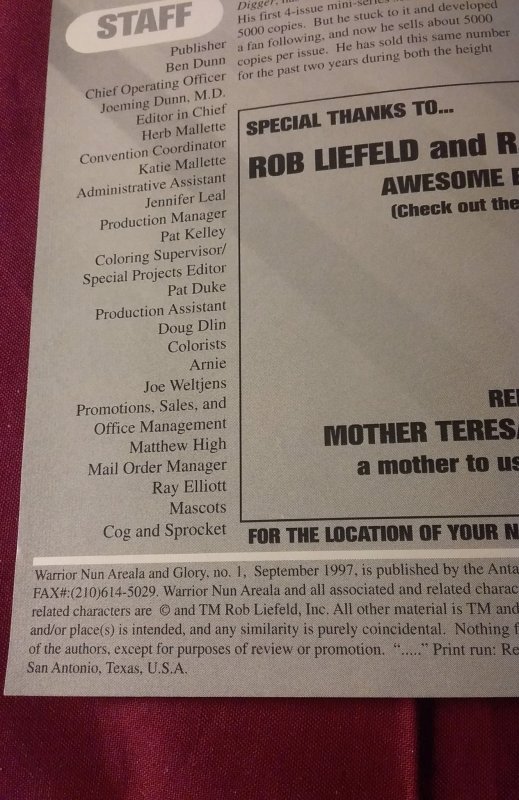 STAFF
Publisher
Ben Dunn
Chief Operating Officer
Joeming Dunn, M.D.
Editor in Chief
Herb Mallette
Convention Coordinator
Katie Mallette
Administrative Assistant
Jennifer Leal
Production Manager
Pat Kelley
Coloring Supervisor/
Special Projects Editor
Pat Duke
Production Assistant
Doug Dlin
Colorists
Arnie
Joe Weltjens
Promotions, Sales, and
Office Management
Matthew High
Mail Order Manager
Ray Elliott
Mascots
Cog and Sprocket
Digger,
His first 4-issue mini-series
5000 copies. But he stuck to it and developed
a fan following, and now he sells about 5000
copies per issue. He has sold this same number
for the past two years during both the height
SPECIAL THANKS TO...
ROB LIEFELD and R
AWESOME E
(Check out the
RE
MOTHER TERESA
a mother to us
FOR THE LOCATION OF YOUR N
Warrior Nun Areala and Glory, no. 1, September 1997, is published by the Anta
FAX#:(210)614-5029. Warrior Nun Areala and all associated and related charac
related characters are © and TM Rob Liefeld, Inc. All other material is TM and
and/or place(s) is intended, and any similarity is purely coincidental. Nothing f
of the authors, except for purposes of review or promotion. “.....” Print run: Re
San Antonio, Texas, U.S.A.